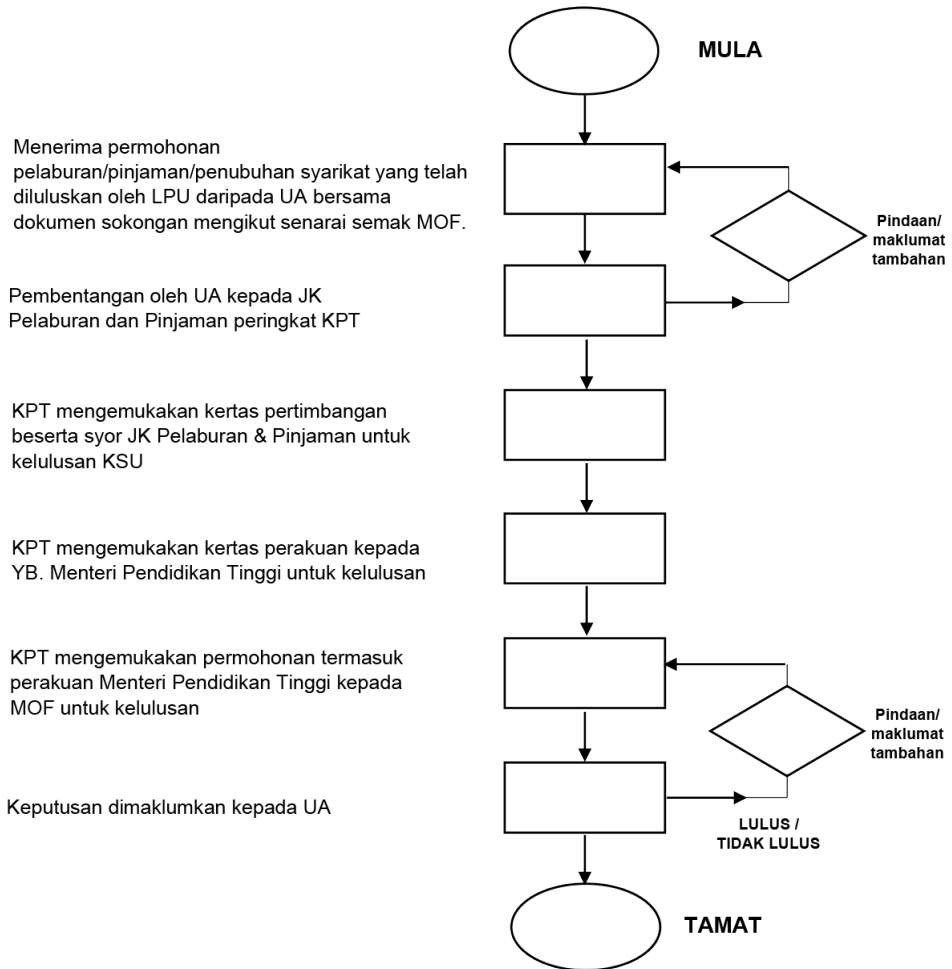 MULA
Menerima permohonan
pelaburan/pinjaman/penubuhan syarikat yang telah
diluluskan oleh LPU daripada UA bersama
dokumen sokongan mengikut senarai semak MOF.
Pindaan/
maklumat
tambahan
Pembentangan oleh UA kepada JK
Pelaburan dan Pinjaman peringkat KPT
KPT mengemukakan kertas pertimbangan
beserta syor JK Pelaburan & Pinjaman untuk
kelulusan KSU
KPT mengemukakan kertas perakuan kepada
YB. Menteri Pendidikan Tinggi untuk kelulusan
KPT mengemukakan permohonan termasuk
perakuan Menteri Pendidikan Tinggi kepada
MOF untuk kelulusan
Pindaan/
maklumat
tambahan
Keputusan dimaklumkan kepada UA
LULUS /
TIDAK LULUS
TAMAT